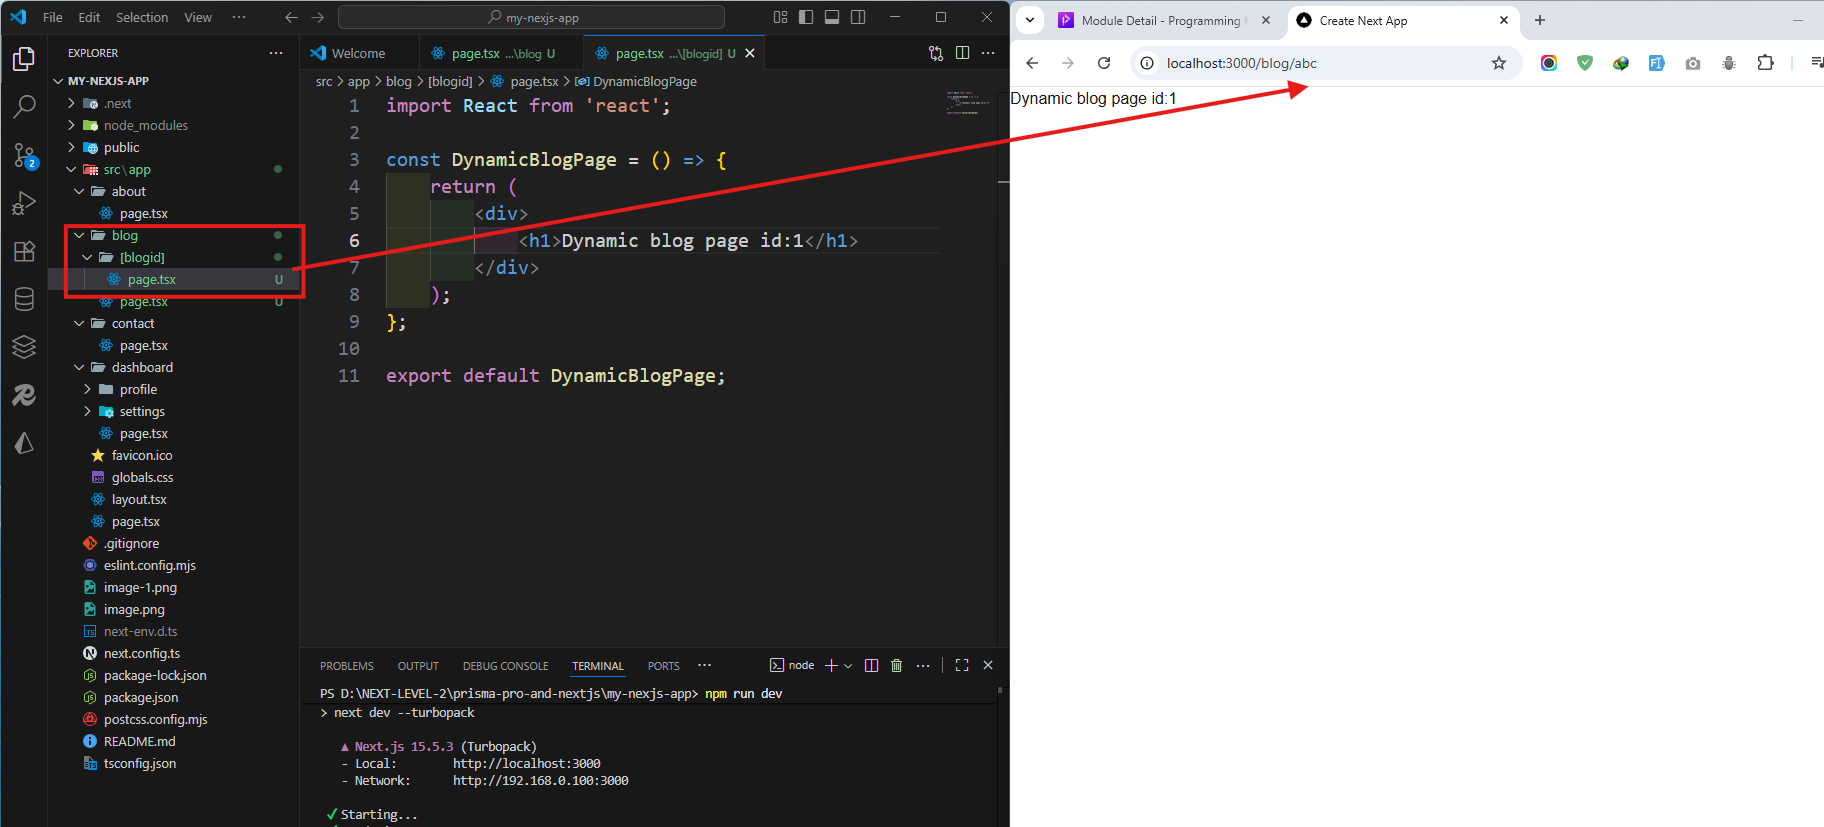 File Edit Selection View ··· my-nexjs-app
EXPLORER ···
MY-NEXJS-APP
.next
node_modules
public
src\app
about
page.tsx
blog
[blogid]
page.tsx U
page.tsx U
contact
page.tsx
dashboard
profile
settings
page.tsx
favicon.ico
globals.css
layout.tsx
page.tsx
.gitignore
eslint.config.mjs
image-1.png
image.png
TS next-env.d.ts
next.config.ts
package-lock.json
package.json
postcss.config.mjs
README.md
tsconfig.json
2
Welcome page.tsx ...\blog U page.tsx ...\[blogid] U
src > app > blog > [blogid] > page.tsx > DynamicBlogPage
1 import React from 'react';
2
3 const DynamicBlogPage = () => {
4 return (
5 <div>
6 <h1>Dynamic blog page id:1</h1>
7 </div>
8 );
9 };
10
11 export default DynamicBlogPage;
PROBLEMS OUTPUT DEBUG CONSOLE TERMINAL PORTS ··· node
PS D:\NEXT-LEVEL-2\prisma-pro-and-nextjs\my-nexjs-app> npm run dev
> next dev --turbopack
▲ Next.js 15.5.3 (Turbopack)
- Local: http://localhost:3000
- Network: http://192.168.0.100:3000
✓ Starting...
Module Detail - Programming Create Next App
localhost:3000/blog/abc
Dynamic blog page id:1